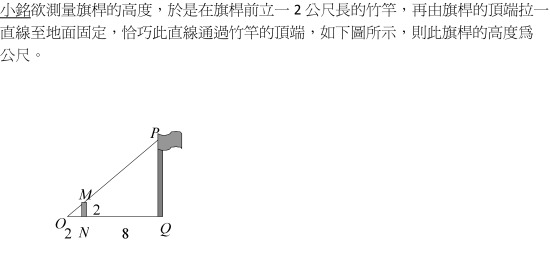 小銘欲測量旗桿的高度，於是在旗桿前立一 2 公尺長的竹竿，再由旗桿的頂端拉一
直線至地面固定，恰巧此直線通過竹竿的頂端，如下圖所示，則此旗桿的高度為
公尺。
P
M
2
O
2 N 8 Q